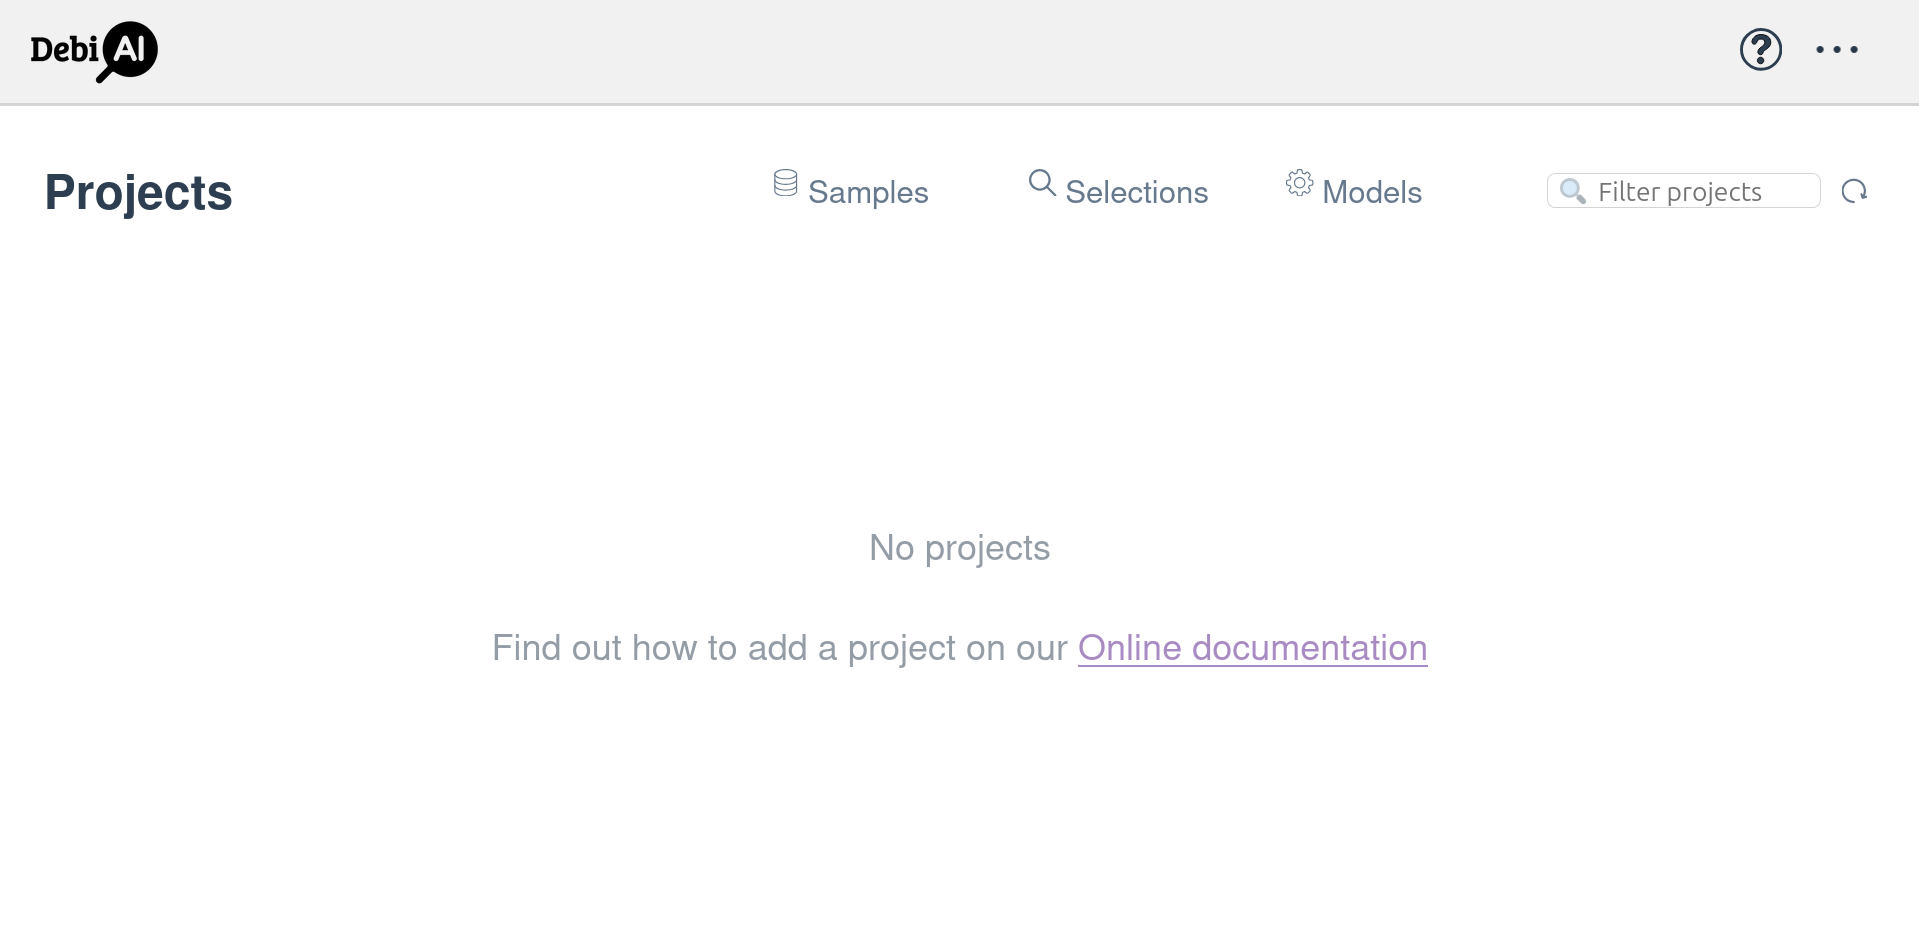 DebiAI
Projects
Samples
Selections
Models
Filter projects
No projects
Find out how to add a project on our Online documentation